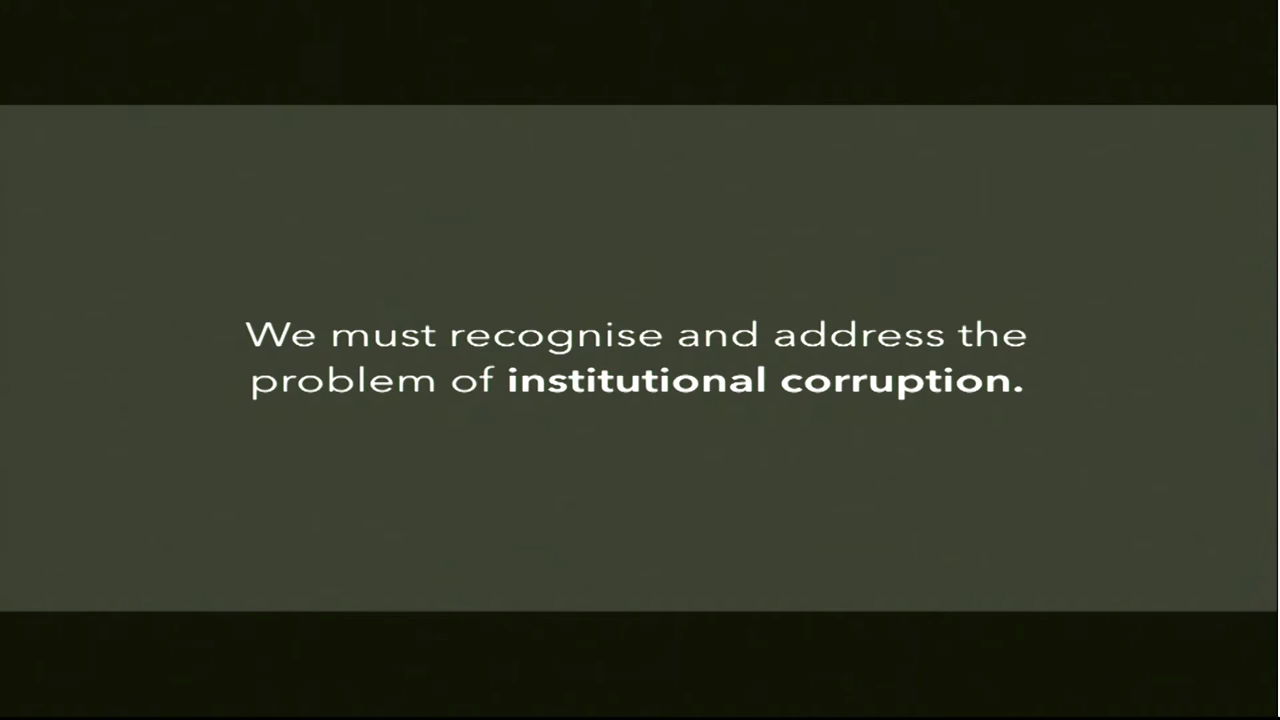 We must recognise and address the
problem of institutional corruption.